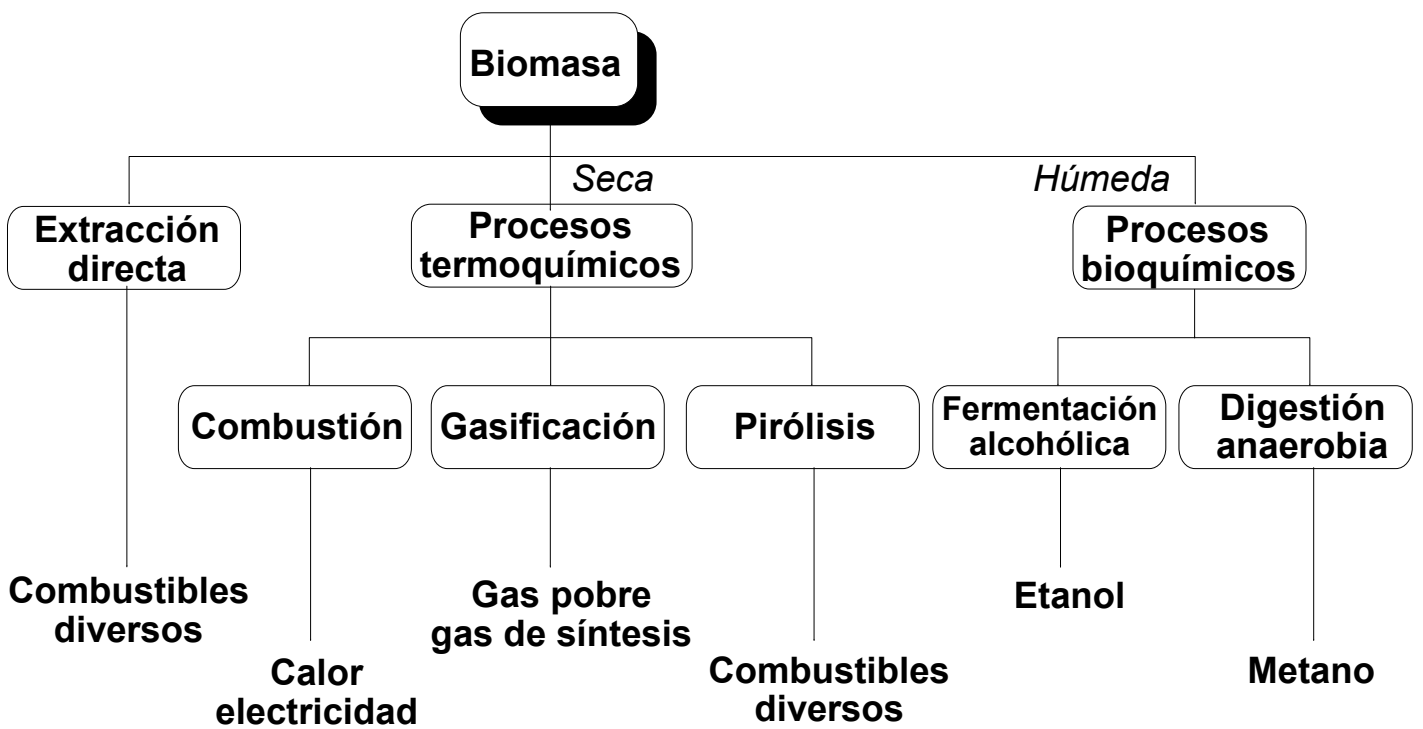 Biomasa
Seca
Húmeda
Extracción
directa
Procesos
termoquímicos
Procesos
bioquímicos
Combustión
Gasificación
Pirólisis
Fermentación
alcohólica
Digestión
anaerobia
Combustibles
diversos
Calor
electricidad
Gas pobre
gas de síntesis
Combustibles
diversos
Etanol
Metano